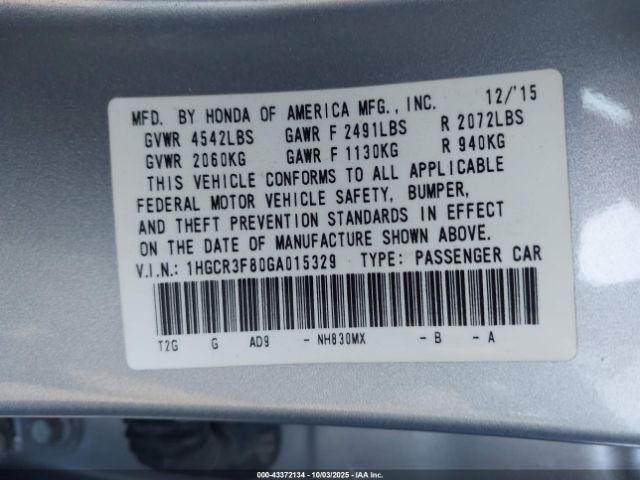 MFD. BY HONDA OF AMERICA MFG., INC. 12/'15
GVWR 4542LBS GAWR F 2491LBS R 2072LBS
GVWR 2060KG GAWR F 1130KG R 940KG
THIS VEHICLE CONFORMS TO ALL APPLICABLE
FEDERAL MOTOR VEHICLE SAFETY, BUMPER,
AND THEFT PREVENTION STANDARDS IN EFFECT
ON THE DATE OF MANUFACTURE SHOWN ABOVE.
V.I.N.: 1HGCR3F80GA015329 TYPE: PASSENGER CAR
T2G G AD9 - NH830MX - B - A
000-43372134 | 10/03/2025 | IAA Inc.